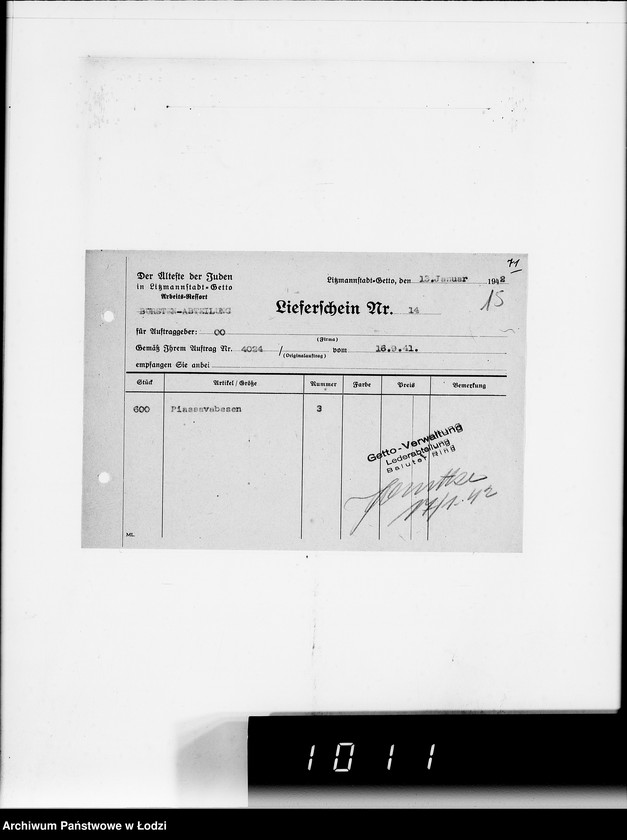 71
Der Älteste der Juden
in Litzmannstadt-Getto
Arbeits-Ressort
BÜRSTEN-ABTEILUNG
Litzmannstadt-Getto, den 13. Januar 1942
15
Lieferschein Nr. 14
für Auftraggeber: 00
(Firma)
Gemäß Ihrem Auftrag Nr. 4024 / vom 16.9.41.
(Originalauftrag)
empfangen Sie anbei
Stück Artikel / Größe Nummer Farbe Preis Bemerkung
600 Piassavabesen 3
Getto-Verwaltung
Lederabteilung
Baluter Ring
17/1.42
ML.
1011
Archiwum Państwowe w Łodzi